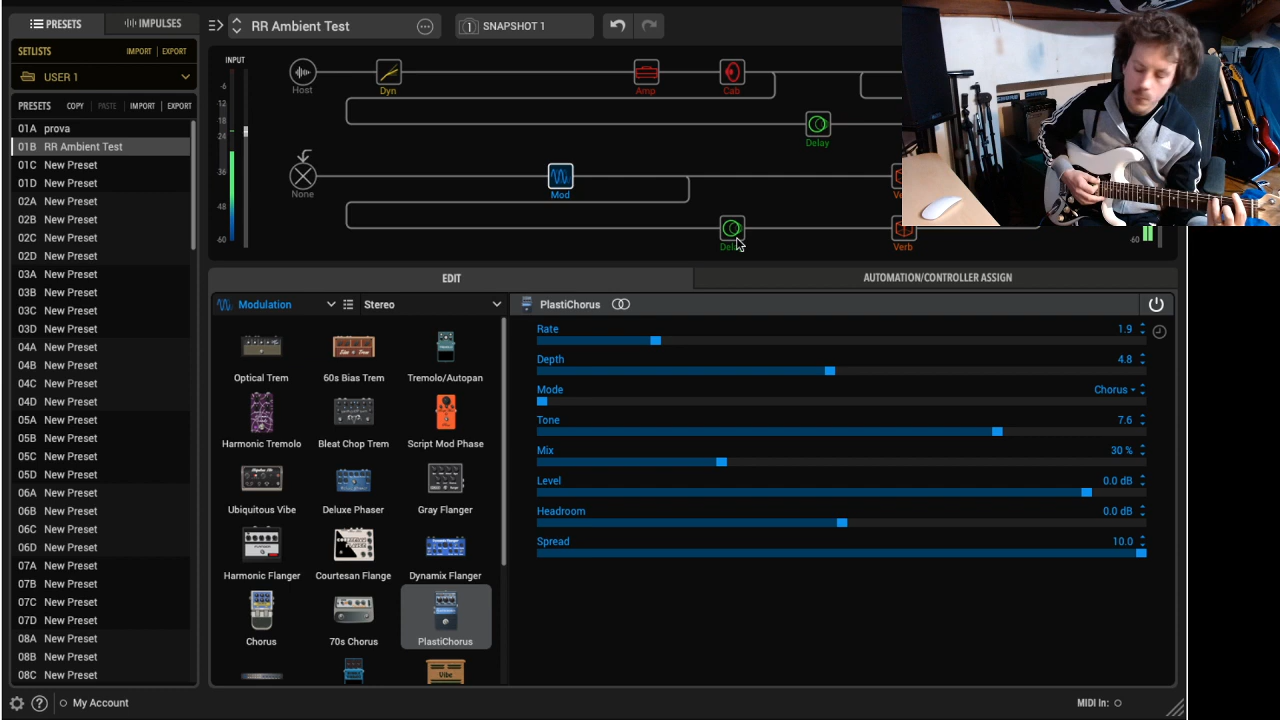 PRESETS
IMPULSES
SETLISTS
IMPORT | EXPORT
USER 1
PRESETS COPY PASTE IMPORT EXPORT
01A prova
01B RR Ambient Test
01C New Preset
01D New Preset
02A New Preset
02B New Preset
02C New Preset
02D New Preset
03A New Preset
03B New Preset
03C New Preset
03D New Preset
04A New Preset
04B New Preset
04C New Preset
04D New Preset
05A New Preset
05B New Preset
05C New Preset
05D New Preset
06A New Preset
06B New Preset
06C New Preset
06D New Preset
07A New Preset
07B New Preset
07C New Preset
07D New Preset
08A New Preset
08B New Preset
08C New Preset
My Account
RR Ambient Test
1 SNAPSHOT 1
INPUT
-6
-12
-18
-24
-36
-48
-60
Host
Dyn
Amp
Cab
Delay
None
Mod
Verb
-60
EDIT
AUTOMATION/CONTROLLER ASSIGN
Modulation
Stereo
Optical Trem
60s Bias Trem
Tremolo/Autopan
Harmonic Tremolo
Bleat Chop Trem
Script Mod Phase
Ubiquitous Vibe
Deluxe Phaser
Gray Flanger
Harmonic Flanger
Courtesan Flange
Dynamix Flanger
Chorus
70s Chorus
PlastiChorus
Vibe
PlastiChorus
Rate 1.9
Depth 4.8
Mode Chorus
Tone 7.6
Mix 30 %
Level 0.0 dB
Headroom 0.0 dB
Spread 10.0
MIDI In: